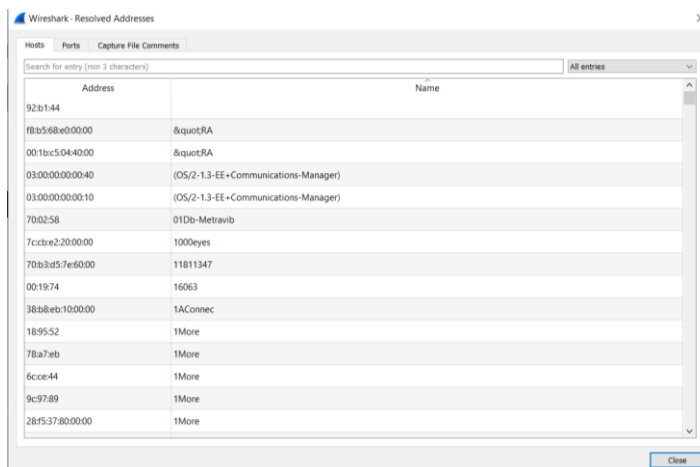 Wireshark · Resolved Addresses
Hosts Ports Capture File Comments
Search for entry (min 3 characters) All entries
Address Name
92:b1:44
f8:b5:68:e0:00:00 &quot;RA
00:1b:c5:04:40:00 &quot;RA
03:00:00:00:00:40 (OS/2-1.3-EE+Communications-Manager)
03:00:00:00:00:10 (OS/2-1.3-EE+Communications-Manager)
70:02:58 01Db-Metravib
7c:cb:e2:20:00:00 1000eyes
70:b3:d5:7e:60:00 11811347
00:19:74 16063
38:b8:eb:10:00:00 1AConnec
18:95:52 1More
78:a7:eb 1More
6c:ce:44 1More
9c:97:89 1More
28:f5:37:80:00:00 1More
Close